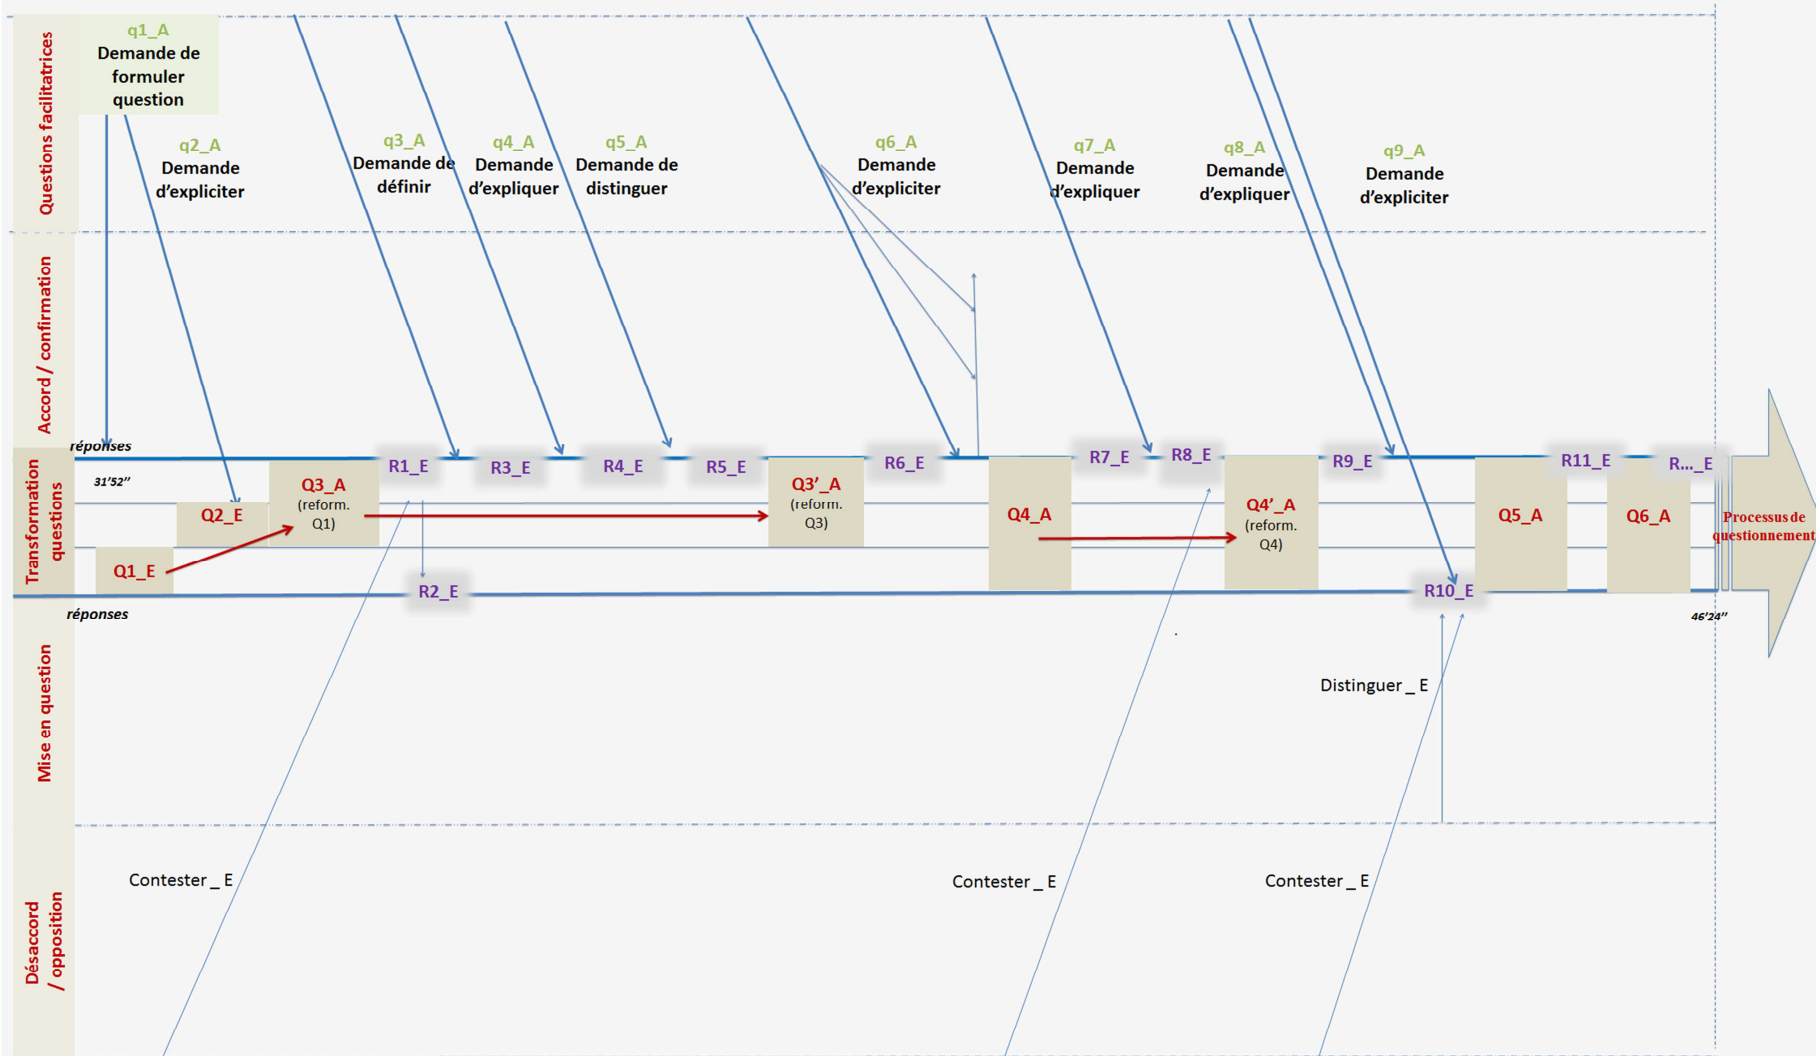 Questions facilitatrices
q1_A
Demande de
formuler
question
q2_A
Demande
d’expliciter
q3_A
Demande de
définir
q4_A
Demande
d’expliquer
q5_A
Demande de
distinguer
q6_A
Demande
d’expliciter
q7_A
Demande
d’expliquer
q8_A
Demande
d’expliquer
q9_A
Demande
d’expliciter
Accord / confirmation
réponses
Transformation
questions
31’52’’
Q1_E
Q2_E
Q3_A
(reform.
Q1)
R1_E
R2_E
R3_E
R4_E
R5_E
Q3’_A
(reform.
Q3)
R6_E
Q4_A
R7_E
R8_E
Q4’_A
(reform.
Q4)
R9_E
R10_E
Q5_A
R11_E
Q6_A
R..._E
Processus de
questionnement
réponses
46’24’’
Mise en question
Distinguer _ E
Désaccord
/ opposition
Contester _ E
Contester _ E
Contester _ E